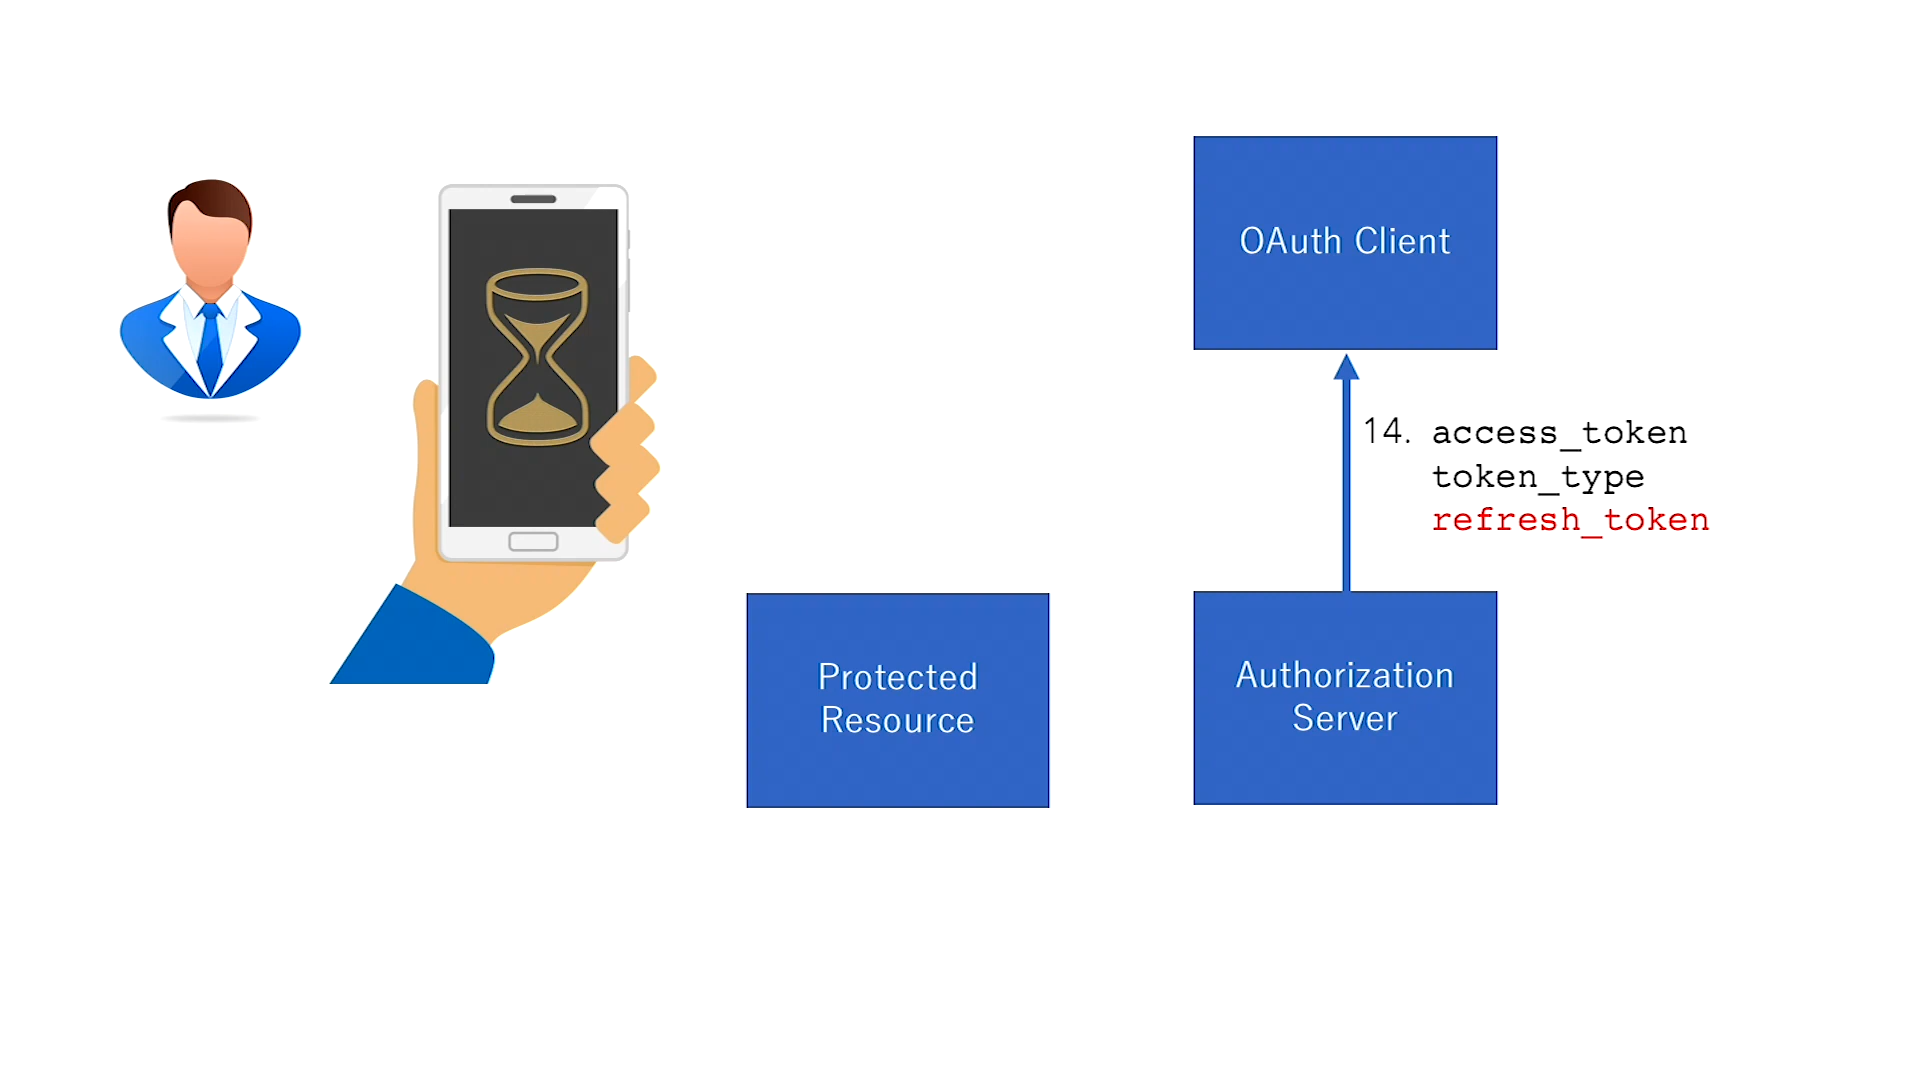 OAuth Client
14. access_token
token_type
refresh_token
Protected
Resource
Authorization
Server